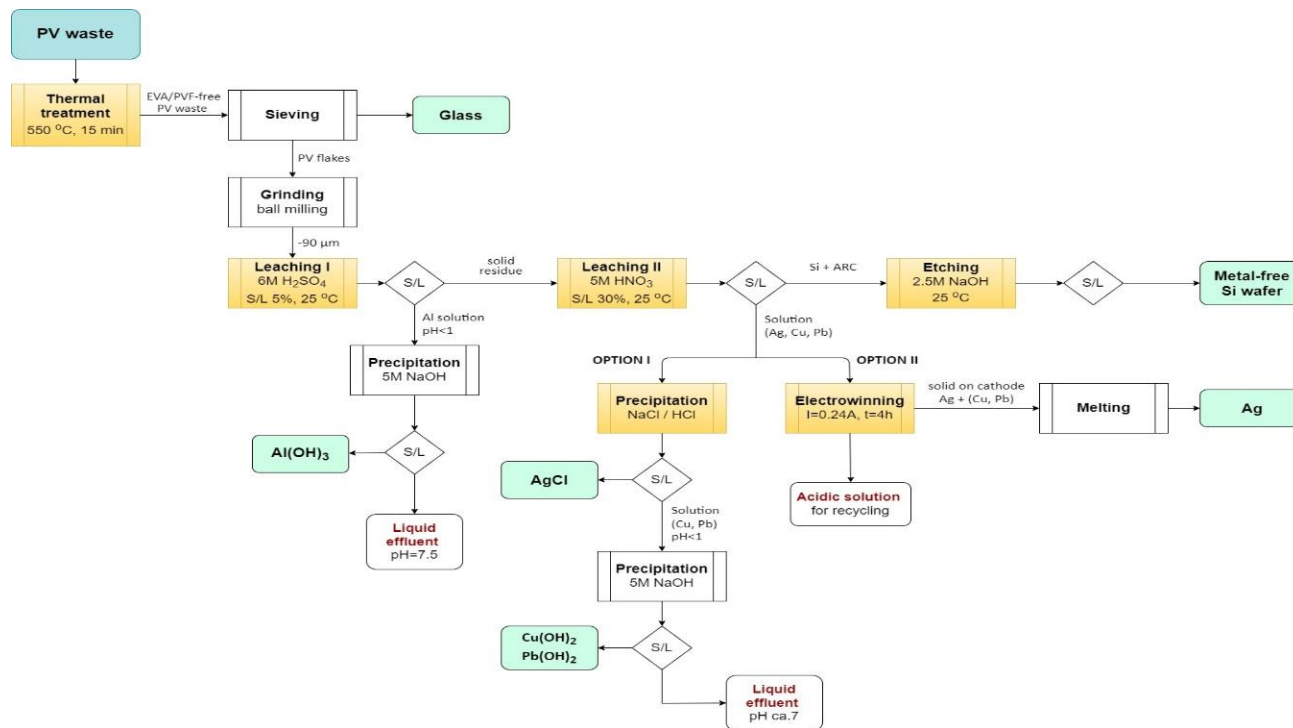 PV waste
Thermal
treatment
550 °C, 15 min
EVA/PVF-free
PV waste
Sieving
Glass
PV flakes
Grinding
ball milling
-90 µm
Leaching I
6M H₂SO₄
S/L 5%, 25 °C
S/L
solid
residue
Leaching II
5M HNO₃
S/L 30%, 25 °C
S/L
Si + ARC
Etching
2.5M NaOH
25 °C
S/L
Metal-free
Si wafer
Al solution
pH<1
Precipitation
5M NaOH
S/L
Al(OH)₃
Liquid
effluent
pH=7.5
Solution
(Ag, Cu, Pb)
OPTION I
OPTION II
Precipitation
NaCl / HCl
Electrowinning
I=0.24A, t=4h
solid on cathode
Ag + (Cu, Pb)
Melting
Ag
S/L
AgCl
Acidic solution
for recycling
Solution
(Cu, Pb)
pH<1
Precipitation
5M NaOH
S/L
Cu(OH)₂
Pb(OH)₂
Liquid
effluent
pH ca.7